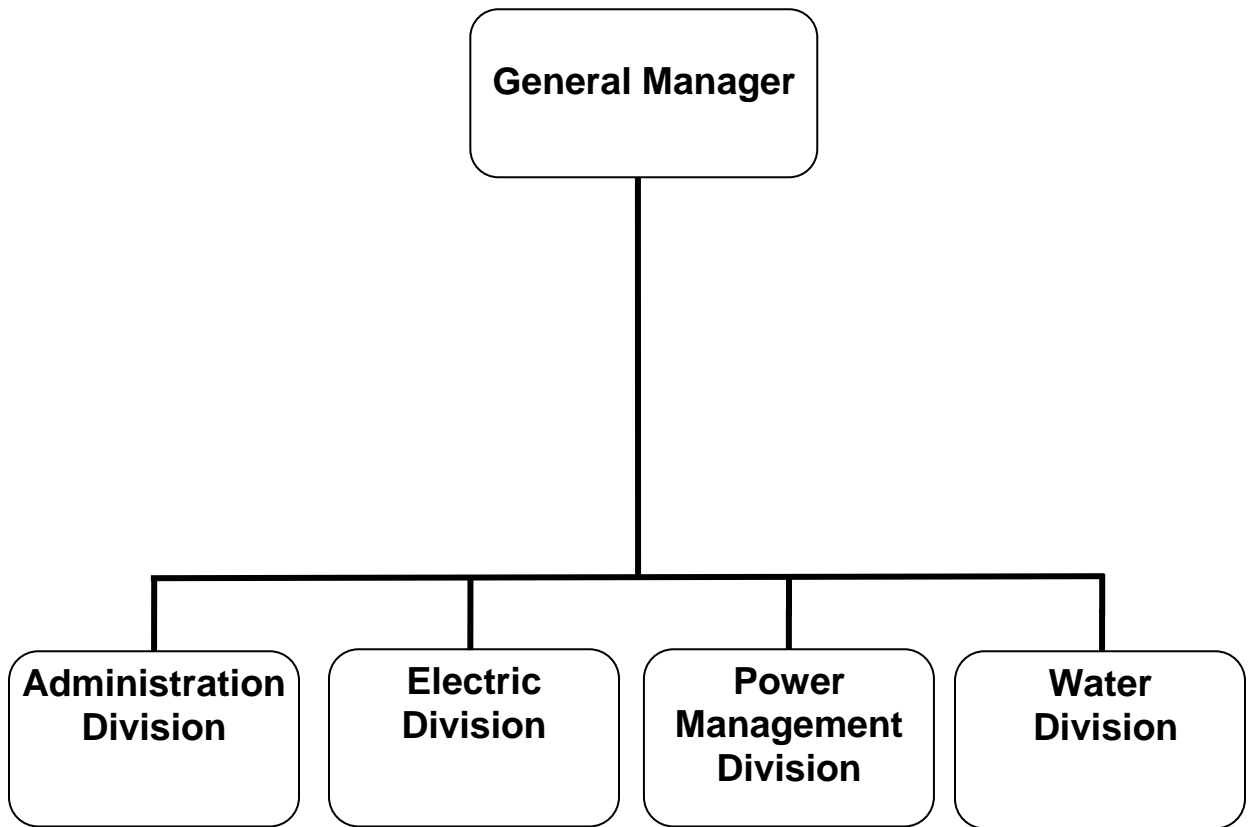 General Manager
Administration
Division
Electric
Division
Power
Management
Division
Water
Division